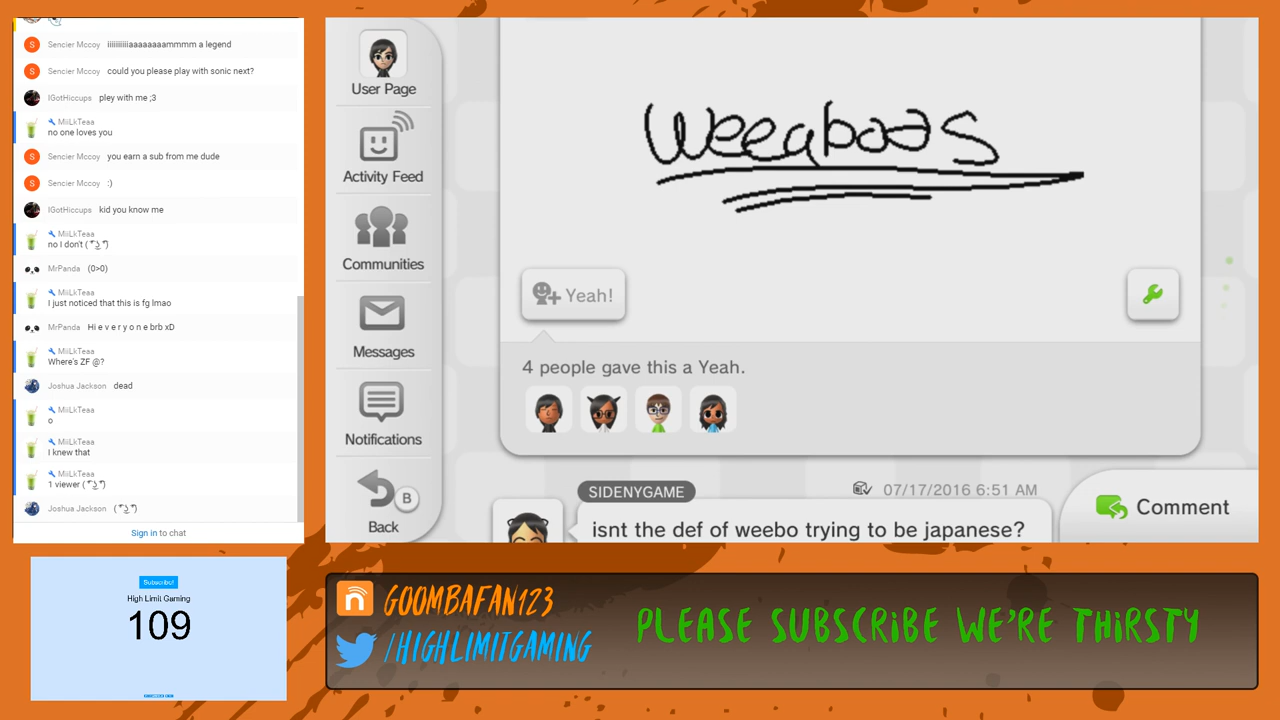 Sencier Mccoy iiiiiiiiiiaaaaaaaammmm a legend
Sencier Mccoy could you please play with sonic next?
IGotHiccups pley with me ;3
MiiLkTeaa
no one loves you
Sencier Mccoy you earn a sub from me dude
Sencier Mccoy :)
IGotHiccups kid you know me
MiiLkTeaa
no I don't ( ͡° ͜ʖ ͡°)
MrPanda (0>0)
MiiLkTeaa
I just noticed that this is fg lmao
MrPanda Hi e v e r y o n e brb xD
MiiLkTeaa
Where's ZF @?
Joshua Jackson dead
MiiLkTeaa
o
MiiLkTeaa
I knew that
MiiLkTeaa
1 viewer ( ͡° ͜ʖ ͡°)
Joshua Jackson ( ͡° ͜ʖ ͡°)
Sign in to chat
Subscribe!
High Limit Gaming
109
User Page
Activity Feed
Communities
Messages
Notifications
B
Back
Weeaboos
Yeah!
4 people gave this a Yeah.
SIDENYGAME
07/17/2016 6:51 AM
isnt the def of weebo trying to be japanese?
Comment
GOOMBAFAN123
/HIGHLIMITGAMING
PLEASE SUBSCRIBE WE'RE THIRSTY